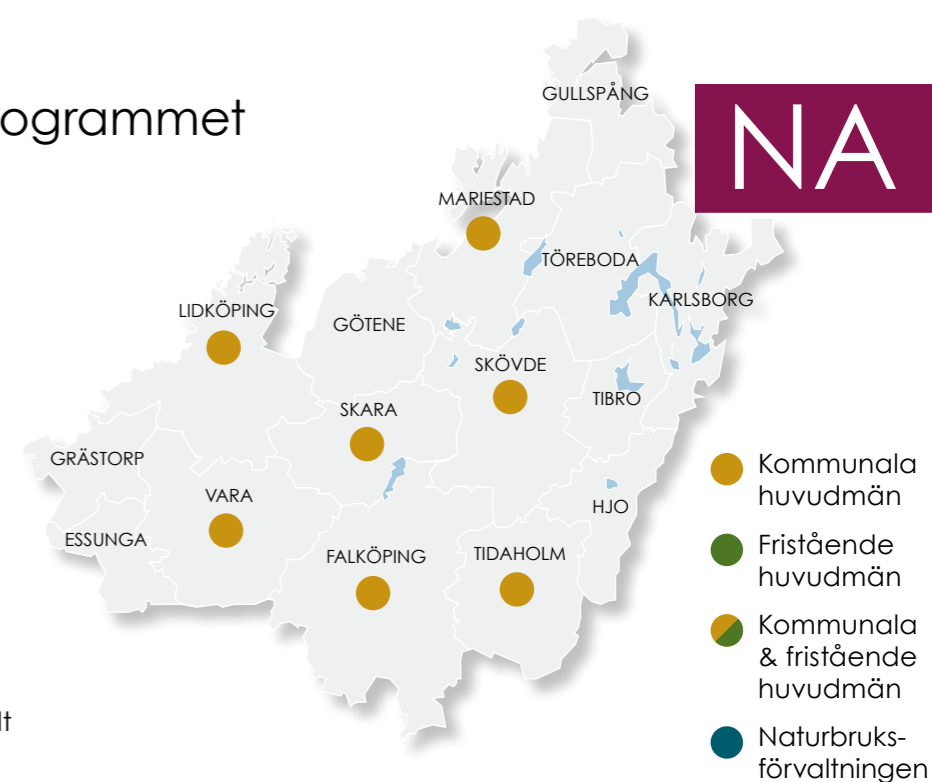 ogrammet
NA
GULLSPÅNG
MARIESTAD
TÖREBODA
KARLSBORG
LIDKÖPING
GÖTENE
SKÖVDE
TIBRO
SKARA
GRÄSTORP
VARA
HJO
ESSUNGA
FALKÖPING
TIDAHOLM
Kommunala
huvudmän
Fristående
huvudmän
Kommunala
& fristående
huvudmän
Naturbruks-
förvaltningen
lt